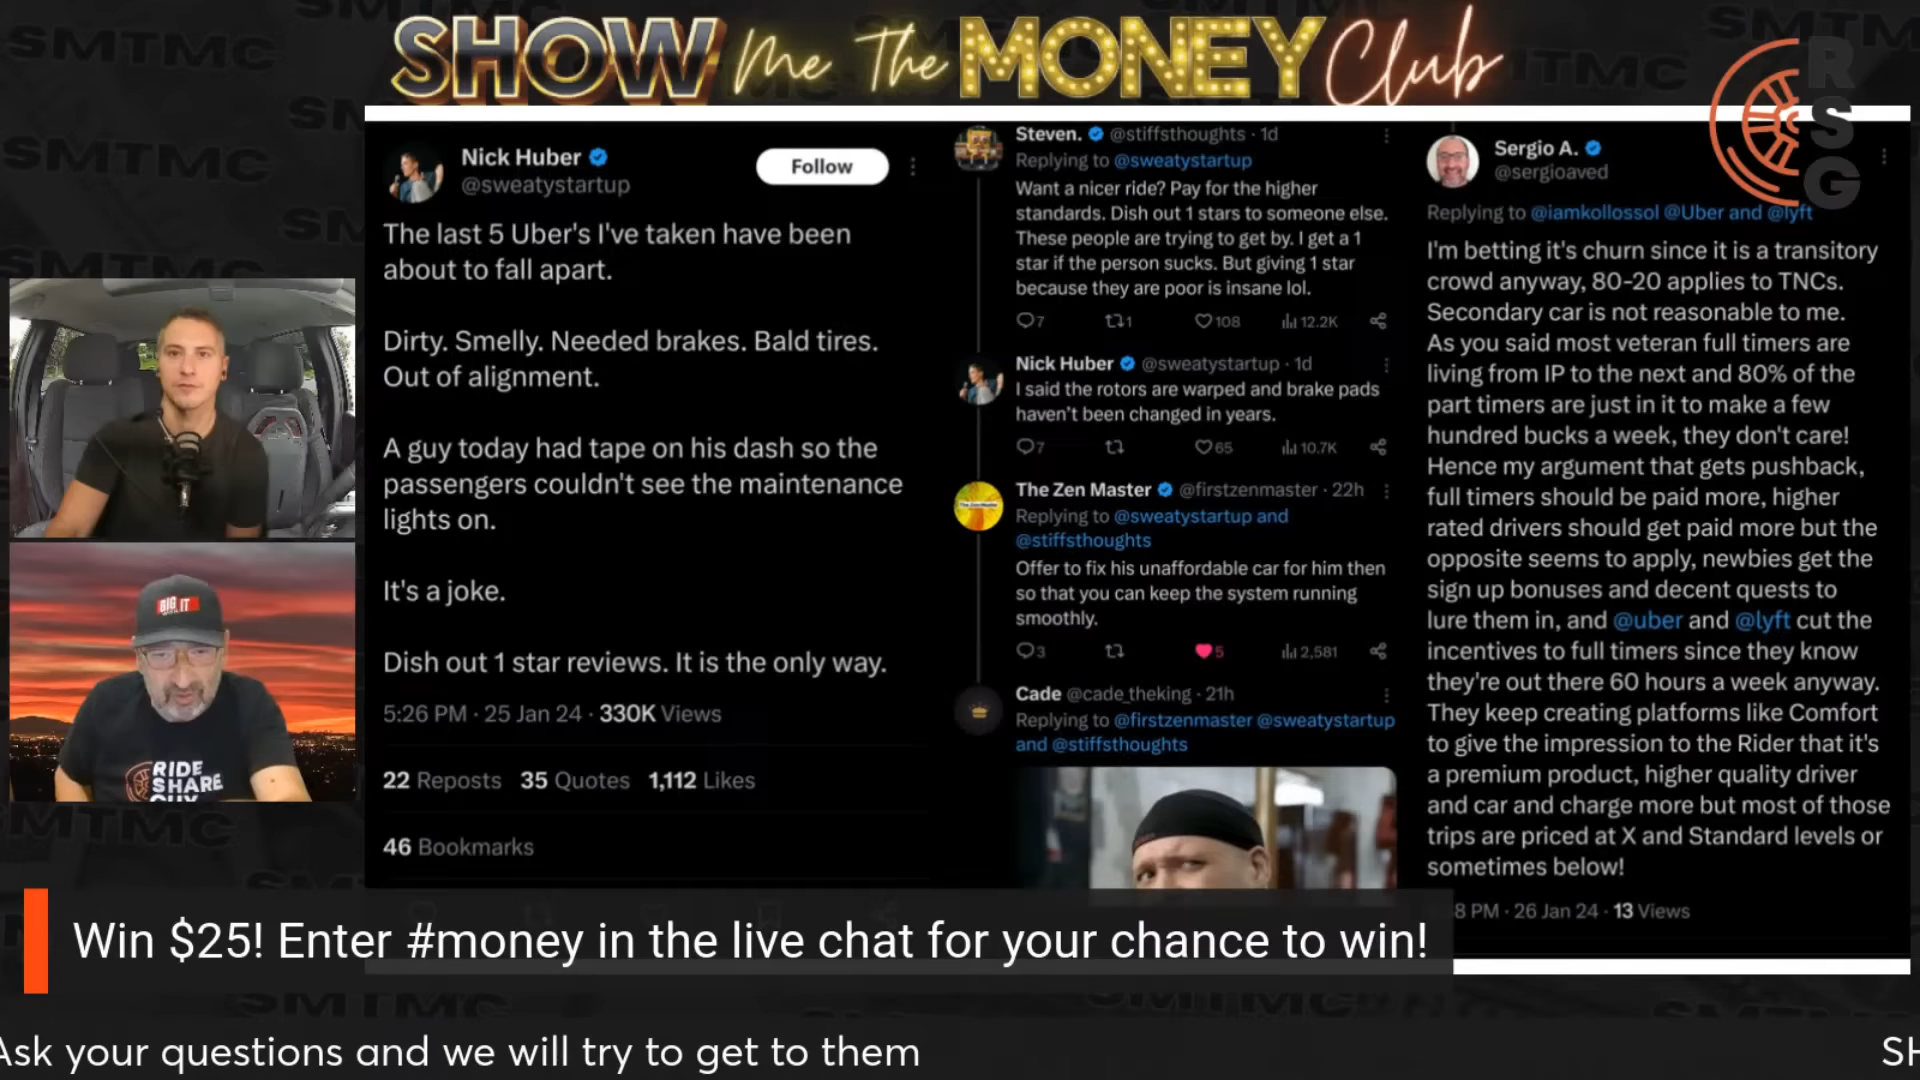 SHOW Me The MONEY Club
RSG
Nick Huber
@sweatystartup
Follow
The last 5 Uber's I've taken have been
about to fall apart.
Dirty. Smelly. Needed brakes. Bald tires.
Out of alignment.
A guy today had tape on his dash so the
passengers couldn't see the maintenance
lights on.
It's a joke.
Dish out 1 star reviews. It is the only way.
5:26 PM · 25 Jan 24 · 330K Views
22 Reposts 35 Quotes 1,112 Likes
46 Bookmarks
Steven. @stiffsthoughts · 1d
Replying to @sweatystartup
Want a nicer ride? Pay for the higher
standards. Dish out 1 stars to someone else.
These people are trying to get by. I get a 1
star if the person sucks. But giving 1 star
because they are poor is insane lol.
7 1 108 12.2K
Nick Huber @sweatystartup · 1d
I said the rotors are warped and brake pads
haven't been changed in years.
7 65 10.7K
The Zen Master @firstzenmaster · 22h
Replying to @sweatystartup and
@stiffsthoughts
Offer to fix his unaffordable car for him then
so that you can keep the system running
smoothly.
3 5 2,581
Cade @cade_theking · 21h
Replying to @firstzenmaster @sweatystartup
and @stiffsthoughts
Sergio A.
@sergioaved
Replying to @iamkollossol @Uber and @lyft
I'm betting it's churn since it is a transitory
crowd anyway, 80-20 applies to TNCs.
Secondary car is not reasonable to me.
As you said most veteran full timers are
living from IP to the next and 80% of the
part timers are just in it to make a few
hundred bucks a week, they don't care!
Hence my argument that gets pushback,
full timers should be paid more, higher
rated drivers should get paid more but the
opposite seems to apply, newbies get the
sign up bonuses and decent quests to
lure them in, and @uber and @lyft cut the
incentives to full timers since they know
they're out there 60 hours a week anyway.
They keep creating platforms like Comfort
to give the impression to the Rider that it's
a premium product, higher quality driver
and car and charge more but most of those
trips are priced at X and Standard levels or
sometimes below!
8 PM · 26 Jan 24 · 13 Views
BIG IT
RIDE
SHARE
GUY
Win $25! Enter #money in the live chat for your chance to win!
Ask your questions and we will try to get to them
SH
SMTMC